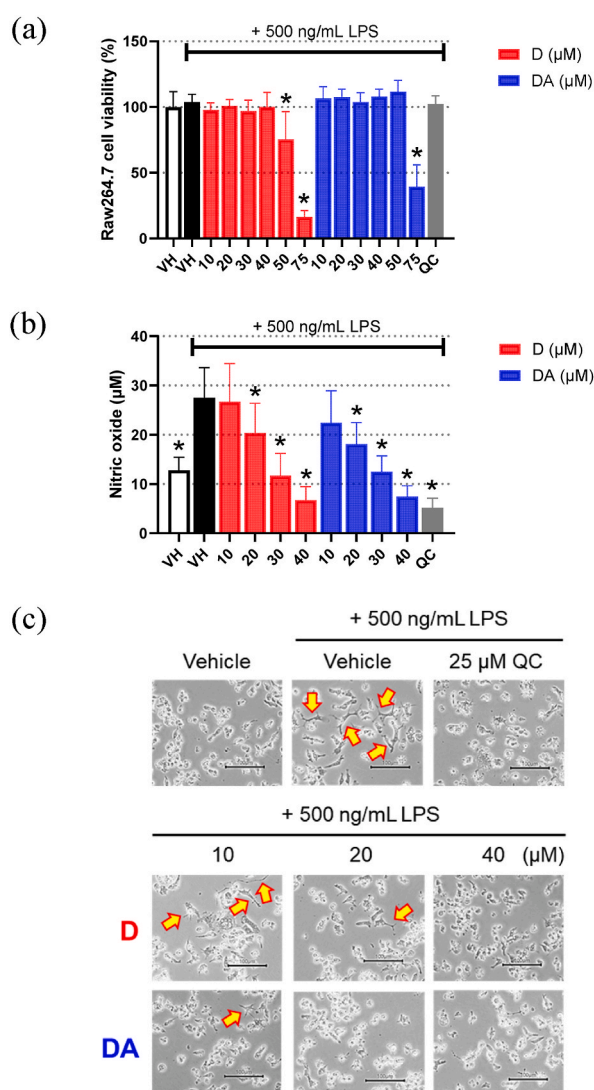 (a)
+ 500 ng/mL LPS
Raw264.7 cell viability (%)
150
100
50
0
* * *
VH VH 10 20 30 40 50 75 10 20 30 40 50 75 QC
D (μM)
DA (μM)
(b)
+ 500 ng/mL LPS
Nitric oxide (μM)
40
30
20
10
0
* * * * * * * *
VH VH 10 20 30 40 10 20 30 40 QC
D (μM)
DA (μM)
(c)
+ 500 ng/mL LPS
Vehicle Vehicle 25 μM QC
+ 500 ng/mL LPS
10 20 40 (μM)
D
DA